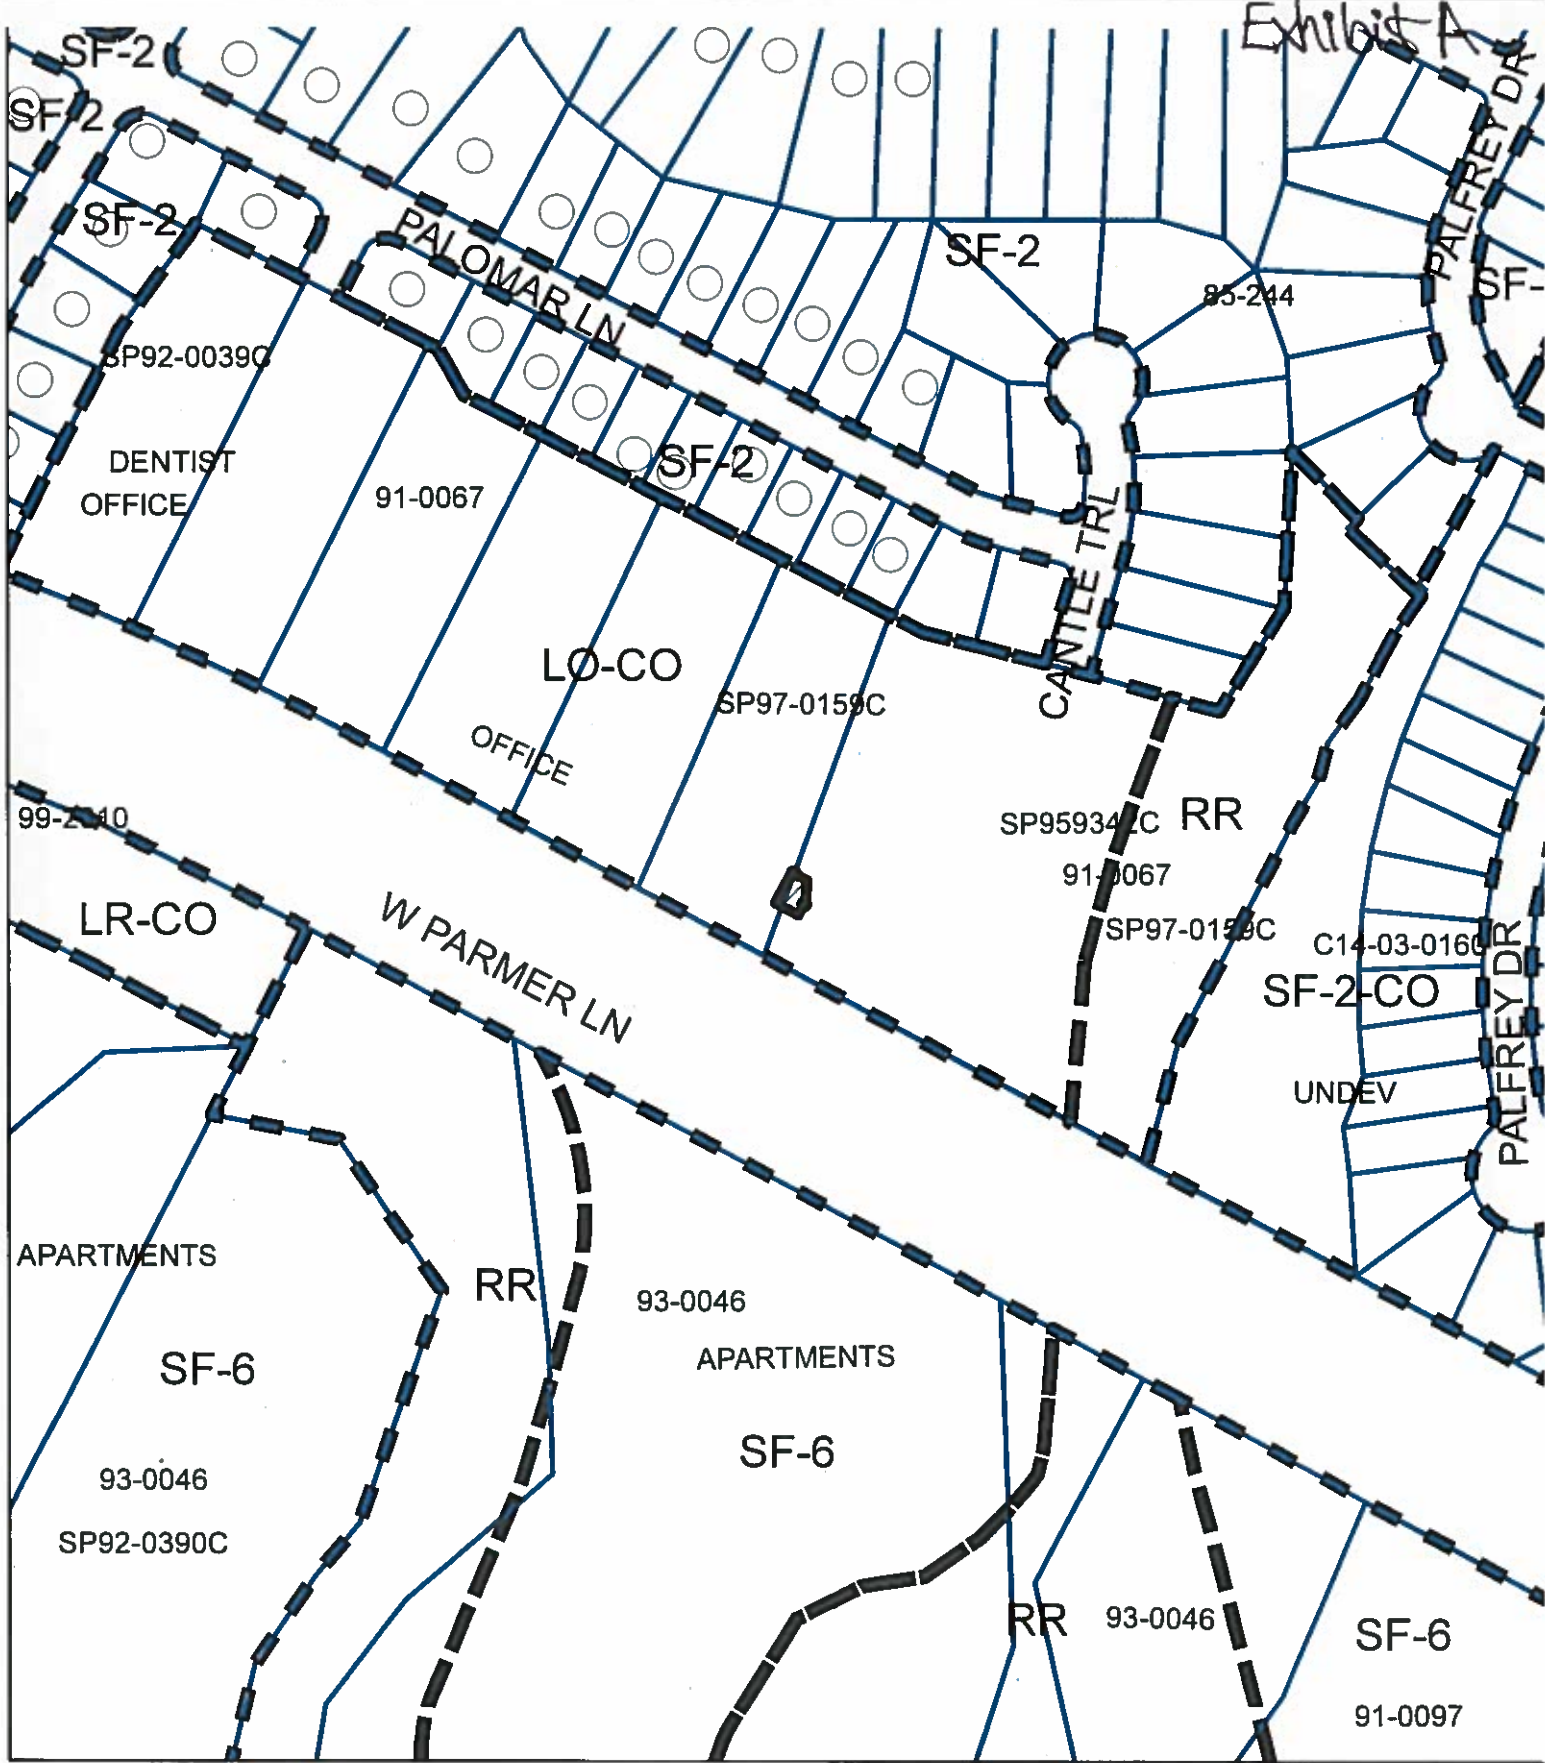 Exhibit A
SF-2
SF-2
PALFREY DR
SF-2
PALOMAR LN
SF-2
SF-
85-244
SP92-0039C
DENTIST
OFFICE
SF-2
91-0067
CANTLE TRL
LO-CO
SP97-0159C
OFFICE
99-2010
SP959342C
RR
91-0067
LR-CO
W PARMER LN
SP97-0159C
C14-03-0160
SF-2-CO
PALFREY DR
UNDEV
APARTMENTS
RR
93-0046
APARTMENTS
SF-6
SF-6
93-0046
SP92-0390C
RR
93-0046
SF-6
91-0097